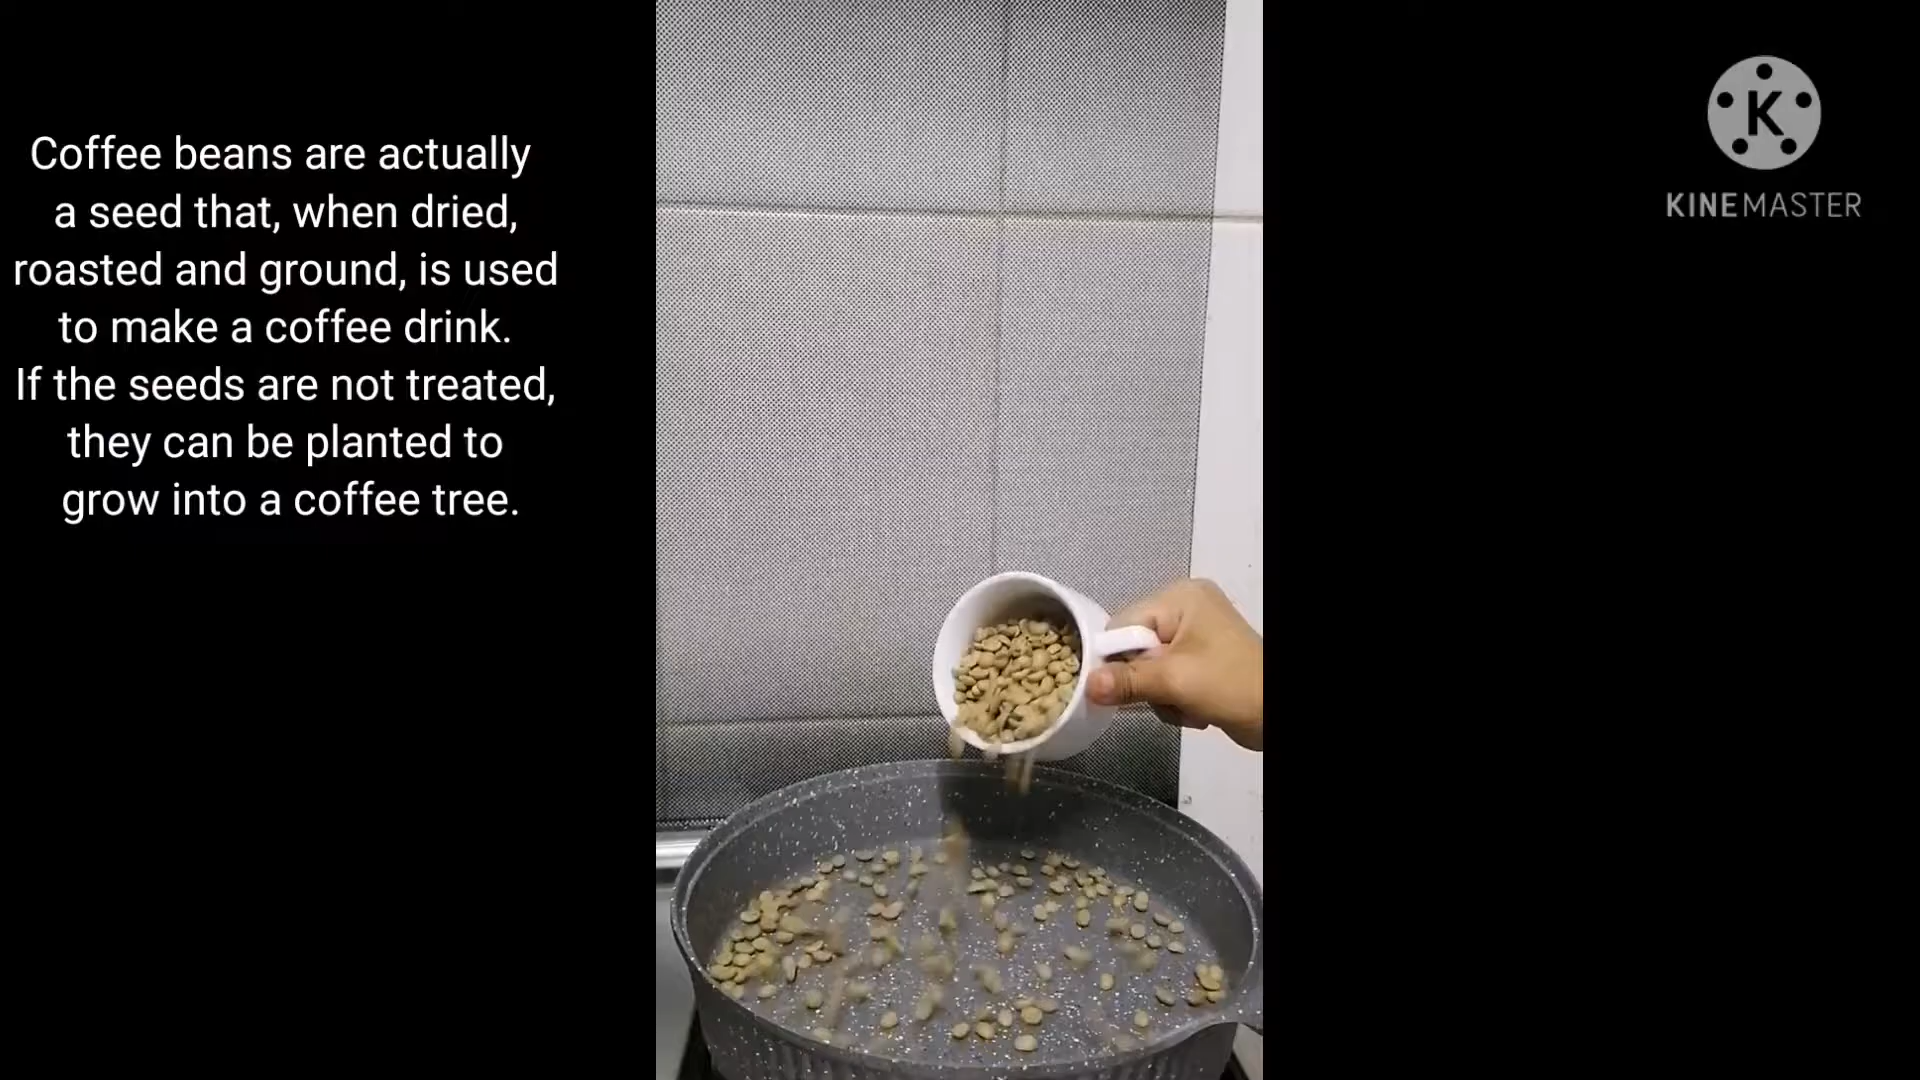 Coffee beans are actually
a seed that, when dried,
roasted and ground, is used
to make a coffee drink.
If the seeds are not treated,
they can be planted to
grow into a coffee tree.
K
KINEMASTER